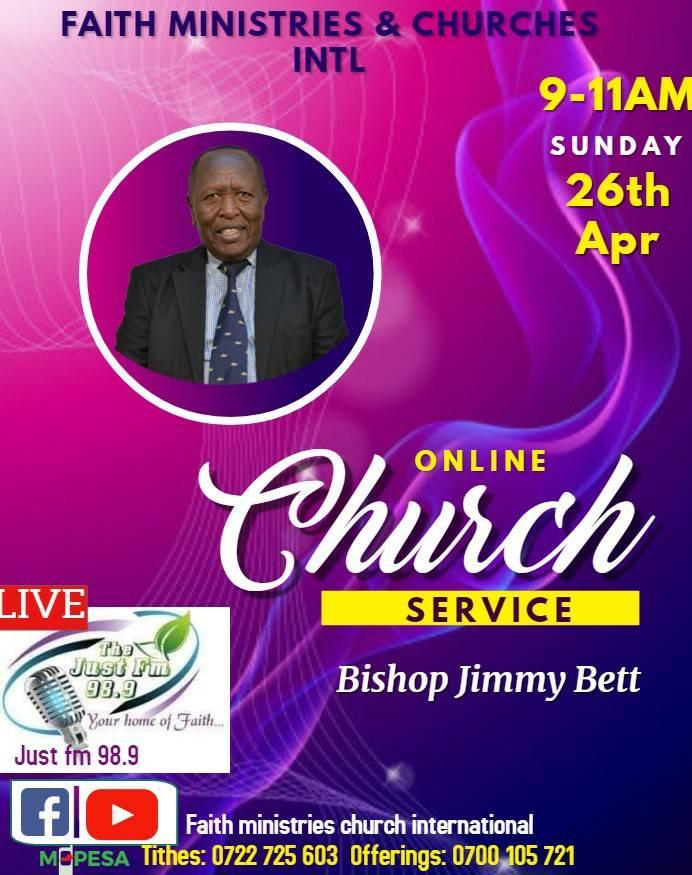 FAITH MINISTRIES & CHURCHES
INTL
9-11AM
SUNDAY
26th
Apr
ONLINE
Church
SERVICE
Bishop Jimmy Bett
LIVE
The
Just Fm
98.9
Your home of Faith...
Just fm 98.9
Faith ministries church international
M-PESA Tithes: 0722 725 603 Offerings: 0700 105 721